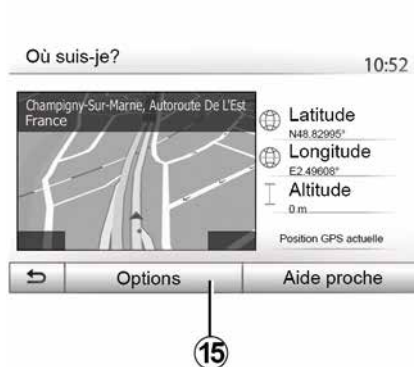 Où suis-je?
10:52
Champigny-Sur-Marne, Autoroute De L'Est
France
Latitude
N48.82995°
Longitude
E2.49608°
Altitude
0 m
Position GPS actuelle
Options
Aide proche
15